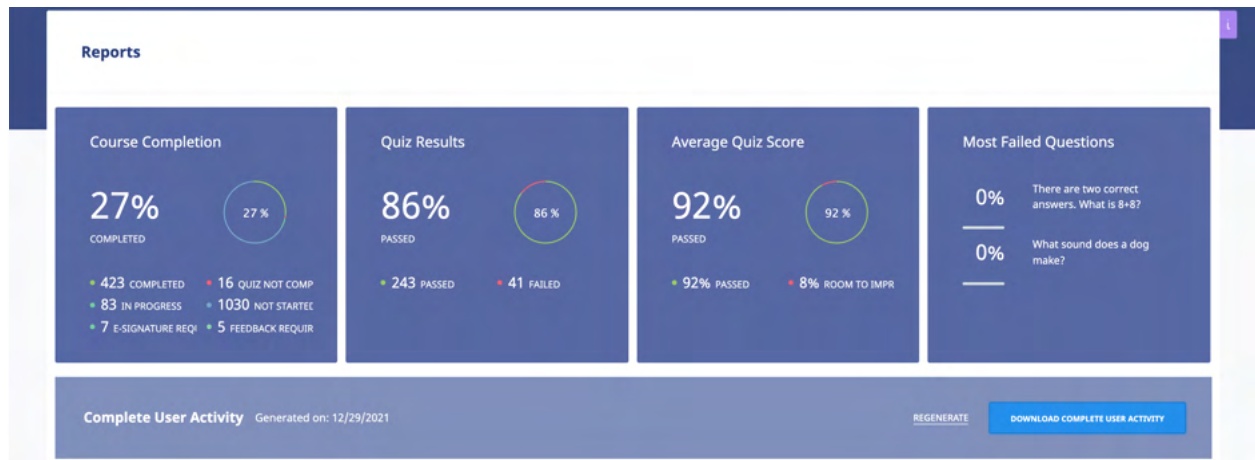 i
Reports
Course Completion
27%
COMPLETED
27 %
423 COMPLETED
16 QUIZ NOT COMP
83 IN PROGRESS
1030 NOT STARTED
7 E-SIGNATURE REQ
5 FEEDBACK REQUIR
Quiz Results
86%
PASSED
86 %
243 PASSED
41 FAILED
Average Quiz Score
92%
PASSED
92 %
92% PASSED
8% ROOM TO IMPR
Most Failed Questions
0%
There are two correct
answers. What is 8+8?
0%
What sound does a dog
make?
Complete User Activity Generated on: 12/29/2021
REGENERATE
DOWNLOAD COMPLETE USER ACTIVITY